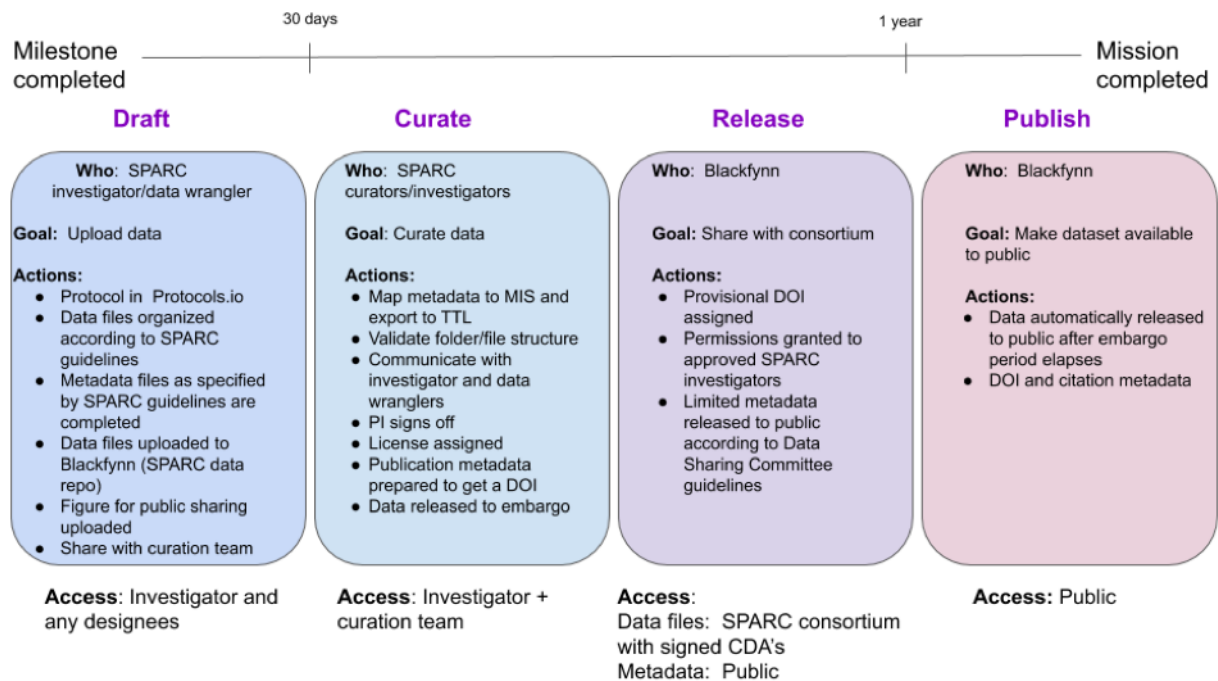 30 days
1 year
Milestone
completed
Mission
completed
Draft
Curate
Release
Publish
Who: SPARC
investigator/data wrangler
Goal: Upload data
Actions:
● Protocol in Protocols.io
● Data files organized
according to SPARC
guidelines
● Metadata files as specified
by SPARC guidelines are
completed
● Data files uploaded to
Blackfynn (SPARC data
repo)
● Figure for public sharing
uploaded
● Share with curation team
Access: Investigator and
any designees
Who: SPARC
curators/investigators
Goal: Curate data
Actions:
● Map metadata to MIS and
export to TTL
● Validate folder/file structure
● Communicate with
investigator and data
wranglers
● PI signs off
● License assigned
● Publication metadata
prepared to get a DOI
● Data released to embargo
Access: Investigator +
curation team
Who: Blackfynn
Goal: Share with consortium
Actions:
● Provisional DOI
assigned
● Permissions granted to
approved SPARC
investigators
● Limited metadata
released to public
according to Data
Sharing Committee
guidelines
Access:
Data files: SPARC consortium
with signed CDA's
Metadata: Public
Who: Blackfynn
Goal: Make dataset available
to public
Actions:
● Data automatically released
to public after embargo
period elapses
● DOI and citation metadata
Access: Public